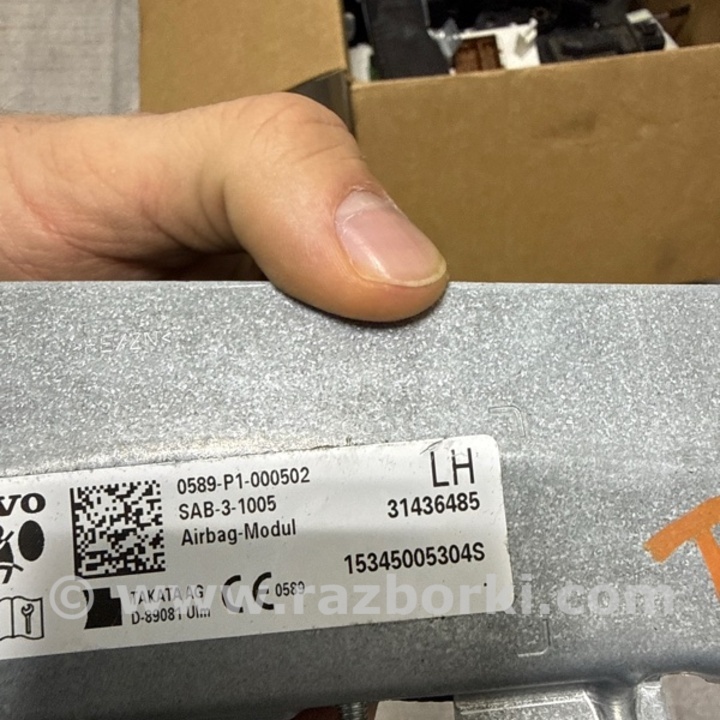 0589-P1-000502
SAB-3-1005
Airbag-Modul
LH
31436485
15345005304S
TAKATA AG
D-89081 Ulm
CE 0589
© www.razborki.com